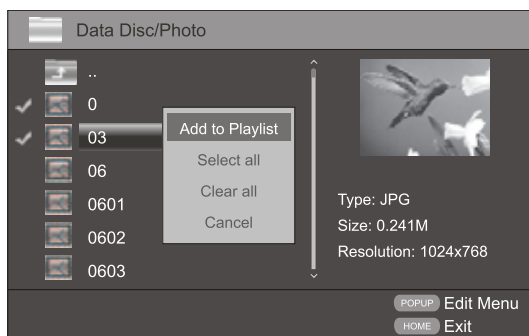 Data Disc/Photo
..
0
03
06
0601
0602
0603
Add to Playlist
Select all
Clear all
Cancel
Type: JPG
Size: 0.241M
Resolution: 1024x768
POPUP Edit Menu
HOME Exit